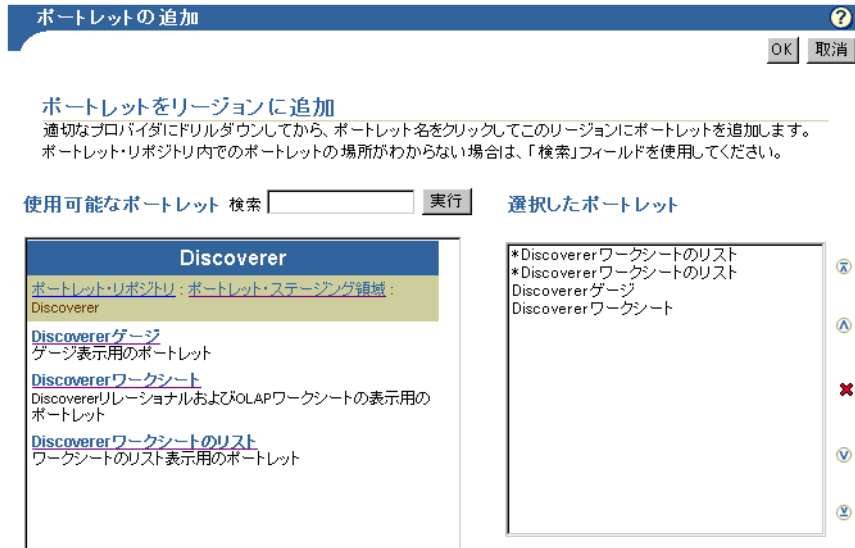 ポートレットの追加
?
OK 取消
ポートレットをリージョンに追加
適切なプロバイダにドリルダウンしてから、ポートレット名をクリックしてこのリージョンにポートレットを追加します。
ポートレット・リポジトリ内でのポートレットの場所がわからない場合は、「検索」フィールドを使用してください。
使用可能なポートレット 検索 実行
Discoverer
ポートレット・リポジトリ : ポートレット・ステージング領域 :
Discoverer
Discovererゲージ
ゲージ表示用のポートレット
Discovererワークシート
DiscovererリレーショナルおよびOLAPワークシートの表示用の
ポートレット
Discovererワークシートのリスト
ワークシートのリスト表示用のポートレット
選択したポートレット
*Discovererワークシートのリスト
*Discovererワークシートのリスト
Discovererゲージ
Discovererワークシート